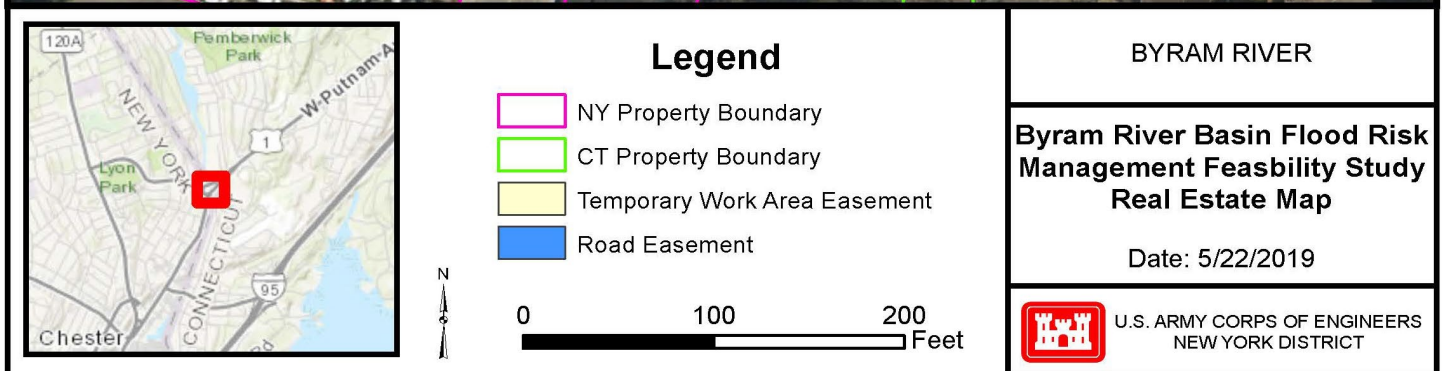 120A
Pemberwick
Park
W-Putnam-A
NEW YORK
1
Lyon
Park
CONNECTICUT
95
Chester
Rd
Legend
NY Property Boundary
CT Property Boundary
Temporary Work Area Easement
Road Easement
N
0 100 200
Feet
BYRAM RIVER
Byram River Basin Flood Risk
Management Feasbility Study
Real Estate Map
Date: 5/22/2019
U.S. ARMY CORPS OF ENGINEERS
NEW YORK DISTRICT